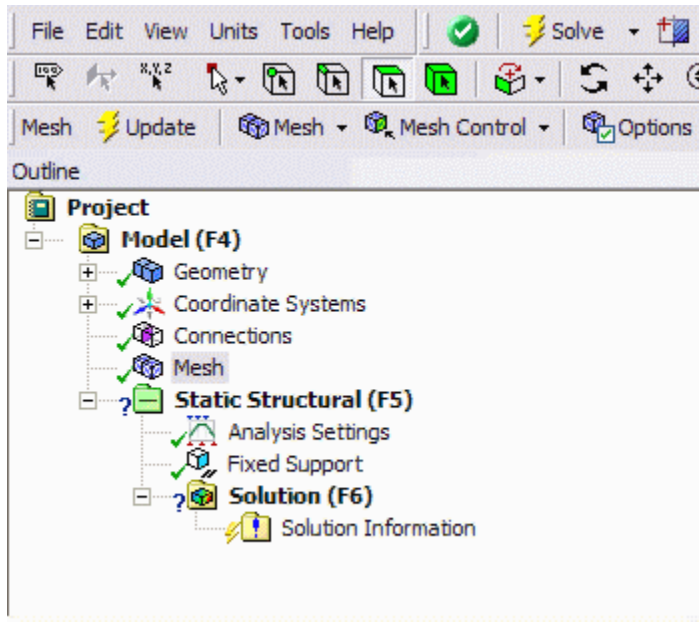 File Edit View Units Tools Help Solve
X,Y,Z
Mesh Update Mesh Mesh Control Options
Outline
Project
Model (F4)
Geometry
Coordinate Systems
Connections
Mesh
? Static Structural (F5)
Analysis Settings
Fixed Support
? Solution (F6)
! Solution Information